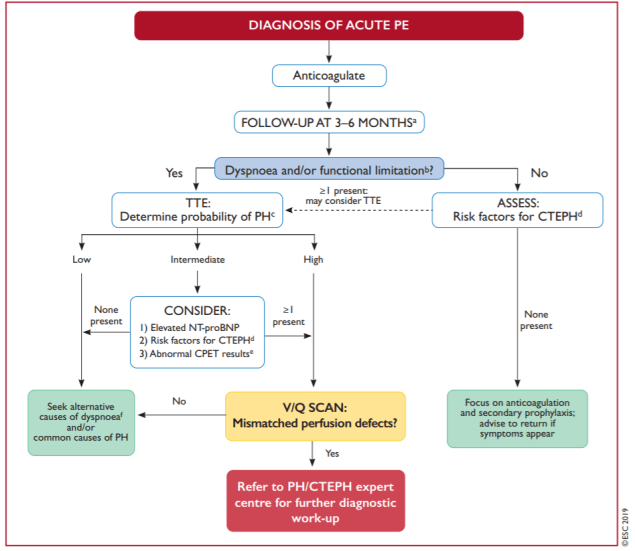 DIAGNOSIS OF ACUTE PE
Anticoagulate
FOLLOW-UP AT 3–6 MONTHSᵃ
Dyspnoea and/or functional limitationᵇ?
Yes
No
TTE:
Determine probability of PHᶜ
≥1 present:
may consider TTE
ASSESS:
Risk factors for CTEPHᵈ
Low
Intermediate
High
None
present
CONSIDER:
1) Elevated NT-proBNP
2) Risk factors for CTEPHᵈ
3) Abnormal CPET resultsᵉ
≥1
present
None
present
Seek alternative
causes of dyspnoeaᶠ
and/or
common causes of PH
No
V/Q SCAN:
Mismatched perfusion defects?
Focus on anticoagulation
and secondary prophylaxis;
advise to return if
symptoms appear
Yes
Refer to PH/CTEPH expert
centre for further diagnostic
work-up
©ESC 2019